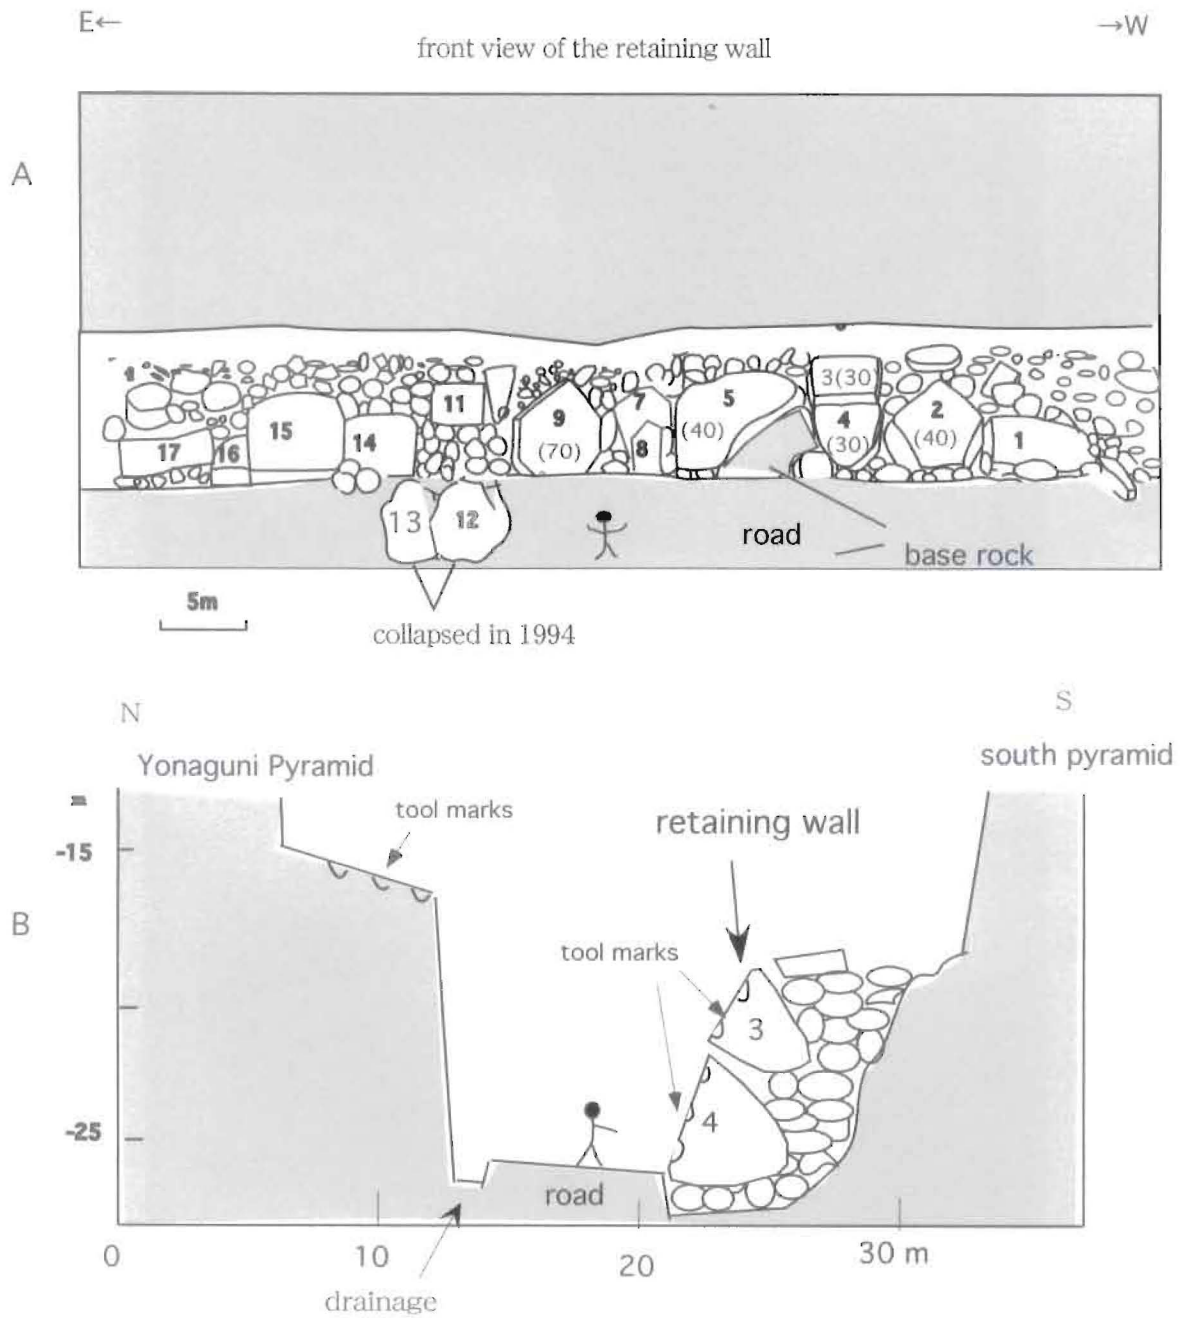 E← →W
front view of the retaining wall
A
3(30
11 5 2
9 7 4
15 14 (40) (40) 1
17 16 (70) 8 (30)
13 12
road
base rock
5m
collapsed in 1994
N S
Yonaguni Pyramid south pyramid
m tool marks
retaining wall
-15
B
tool marks
3
4
-25
road
0 10 20 30 m
drainage